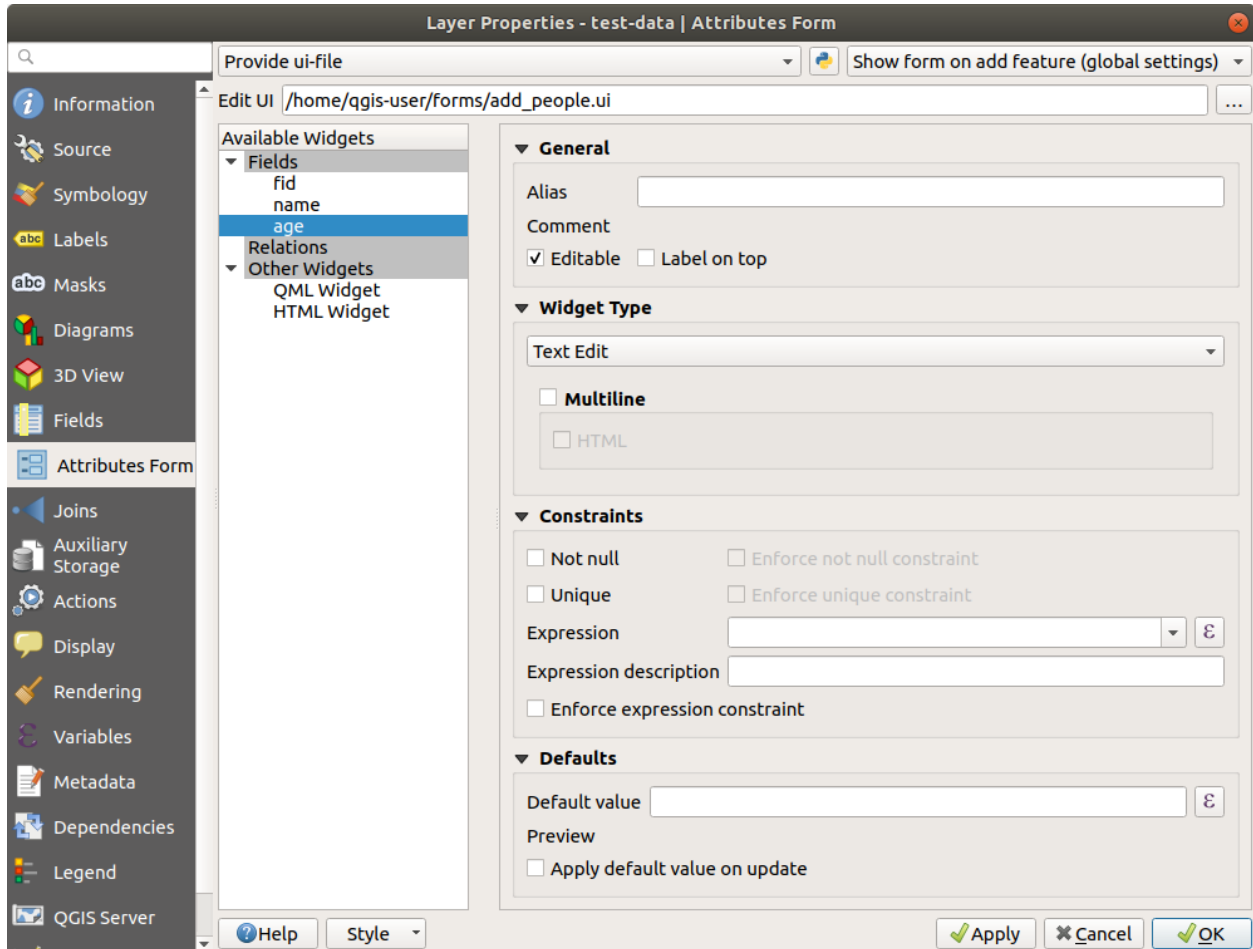 Layer Properties - test-data | Attributes Form
Provide ui-file
Show form on add feature (global settings)
Edit UI /home/qgis-user/forms/add_people.ui
...
Information
Source
Symbology
abc Labels
abc Masks
Diagrams
3D View
Fields
Attributes Form
Joins
Auxiliary
Storage
Actions
Display
Rendering
Variables
Metadata
Dependencies
Legend
QGIS Server
Available Widgets
Fields
fid
name
age
Relations
Other Widgets
QML Widget
HTML Widget
General
Alias
Comment
Editable Label on top
Widget Type
Text Edit
Multiline
HTML
Constraints
Not null Enforce not null constraint
Unique Enforce unique constraint
Expression ε
Expression description
Enforce expression constraint
Defaults
Default value ε
Preview
Apply default value on update
Help Style Apply Cancel OK